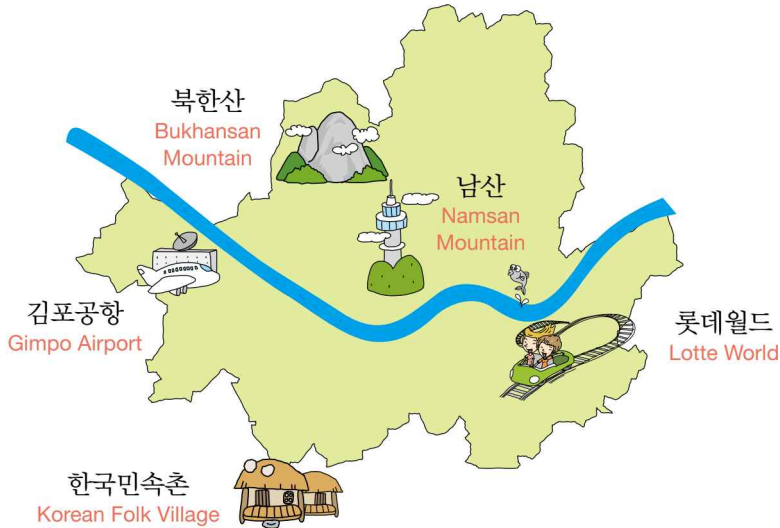 북한산
Bukhansan
Mountain
남산
Namsan
Mountain
김포공항
Gimpo Airport
롯데월드
Lotte World
한국민속촌
Korean Folk Village